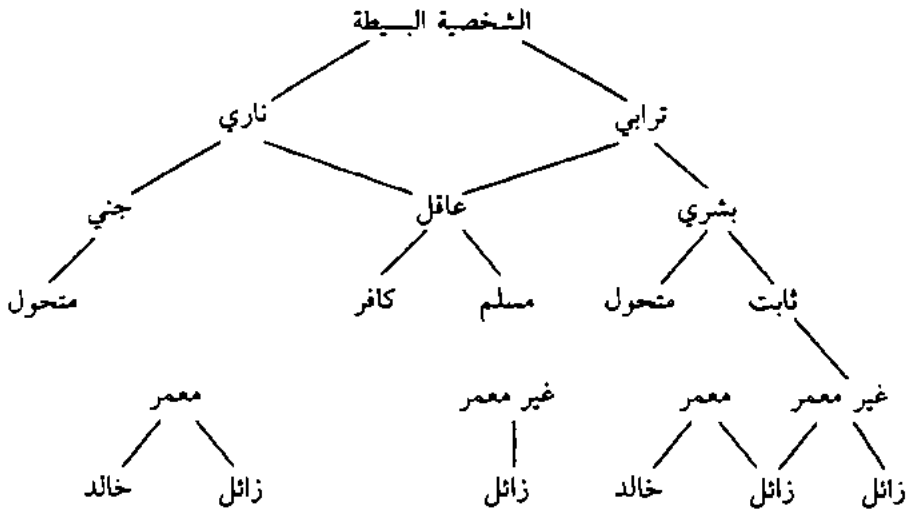 الشخصية البسيطة
ترابي ناري
بشري عاقل جني
ثابت متحول مسلم كافر متحول
غير معمر معمر غير معمر معمر
زائل زائل خالد زائل زائل خالد